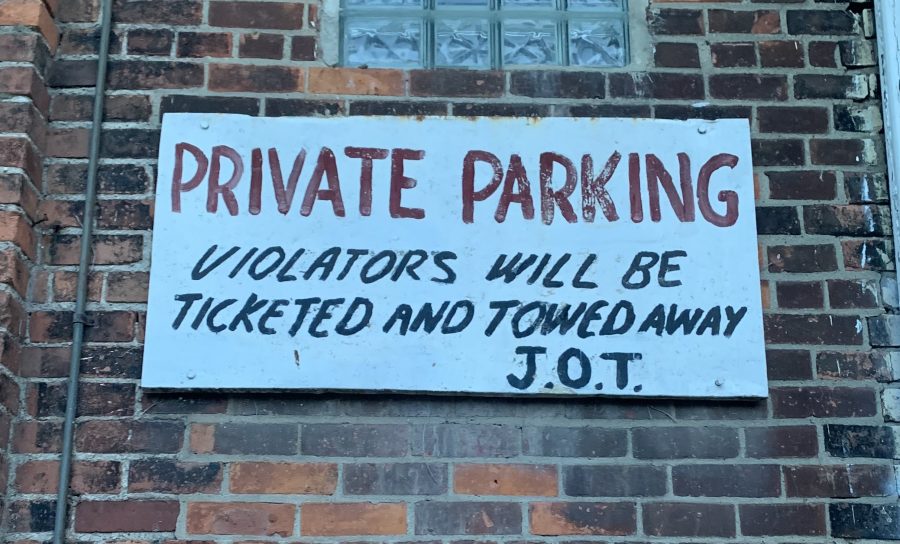 PRIVATE PARKING
VIOLATORS WILL BE
TICKETED AND TOWED AWAY
J.O.T.